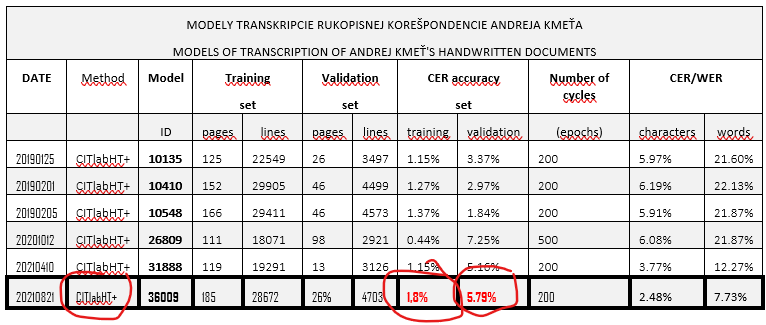 MODELY TRANSKRIPCIE RUKOPISNEJ KOREŠPONDENCIE ANDREJA KMEŤA
MODELS OF TRANSCRIPTION OF ANDREJ KMEŤ'S HANDWRITTEN DOCUMENTS
DATE Method Model Training set Validation set CER accuracy set Number of cycles CER/WER
ID pages lines pages lines training validation (epochs) characters words
20190125 CITlabHT+ 10135 125 22549 26 3497 1.15% 3.37% 200 5.97% 21.60%
20190201 CITlabHT+ 10410 152 29905 46 4499 1.27% 2.97% 200 6.19% 22.13%
20190205 CITlabHT+ 10548 166 29411 46 4573 1.37% 1.84% 200 5.91% 21.87%
20201012 CITlabHT+ 26809 111 18071 98 2921 0.44% 7.25% 500 6.08% 21.87%
20210410 CITlabHT+ 31888 119 19291 13 3126 1.15% 5.16% 200 3.77% 12.27%
20210821 CITlabHT+ 36009 185 28672 26% 4703 1,8% 5.79% 200 2.48% 7.73%